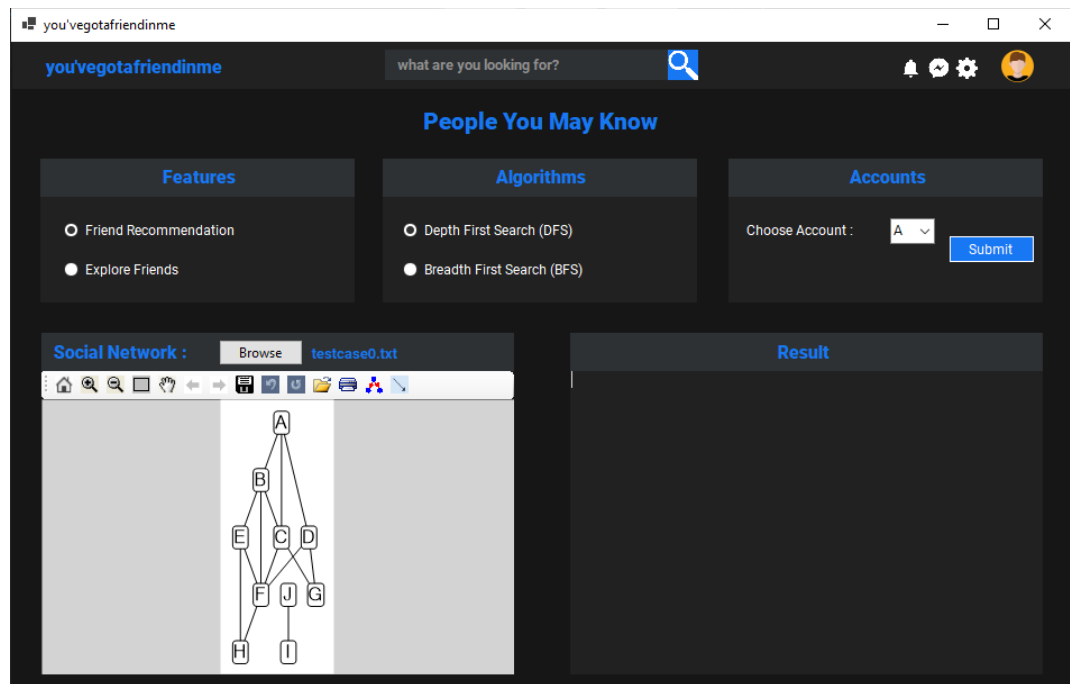 you'vegotafriendinme
you'vegotafriendinme
what are you looking for?
People You May Know
Features
Friend Recommendation
Explore Friends
Algorithms
Depth First Search (DFS)
Breadth First Search (BFS)
Accounts
Choose Account :
A
Submit
Social Network :
Browse
testcase0.txt
A
B
E C D
F J G
H I
Result